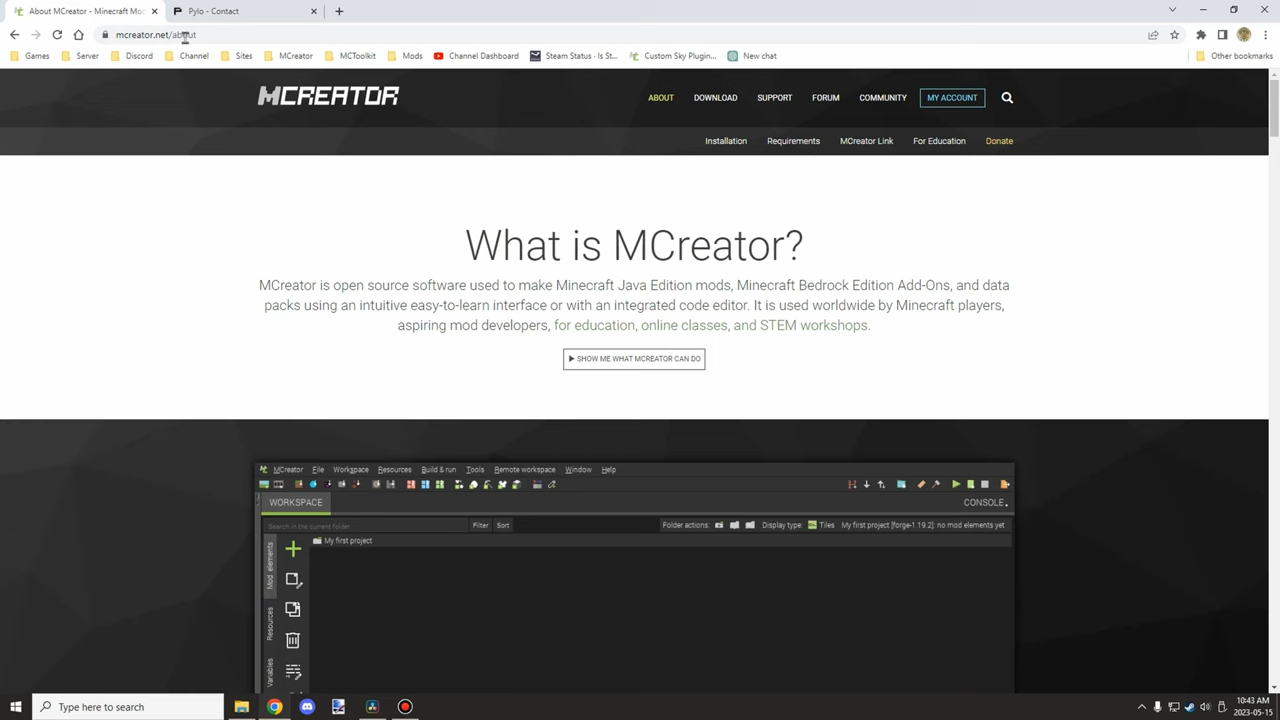 About MCreator - Minecraft Mo
Pylo - Contact
mcreator.net/about
Games
Server
Discord
Channel
Sites
MCreator
MCToolkit
Mods
Channel Dashboard
Steam Status · Is St...
Custom Sky Plugin...
New chat
Other bookmarks
MCREATOR
ABOUT
DOWNLOAD
SUPPORT
FORUM
COMMUNITY
MY ACCOUNT
Installation
Requirements
MCreator Link
For Education
Donate
What is MCreator?
MCreator is open source software used to make Minecraft Java Edition mods, Minecraft Bedrock Edition Add-Ons, and data
packs using an intuitive easy-to-learn interface or with an integrated code editor. It is used worldwide by Minecraft players,
aspiring mod developers, for education, online classes, and STEM workshops.
SHOW ME WHAT MCREATOR CAN DO
MCreator File Workspace Resources Build & run Tools Remote workspace Window Help
WORKSPACE
CONSOLE
Search in the current folder
Filter
Sort
Folder actions:
Display type:
Tiles
My first project [forge-1.19.2]: no mod elements yet
My first project
Mod elements
Resources
Variables
Type here to search
10:43 AM
2023-05-15